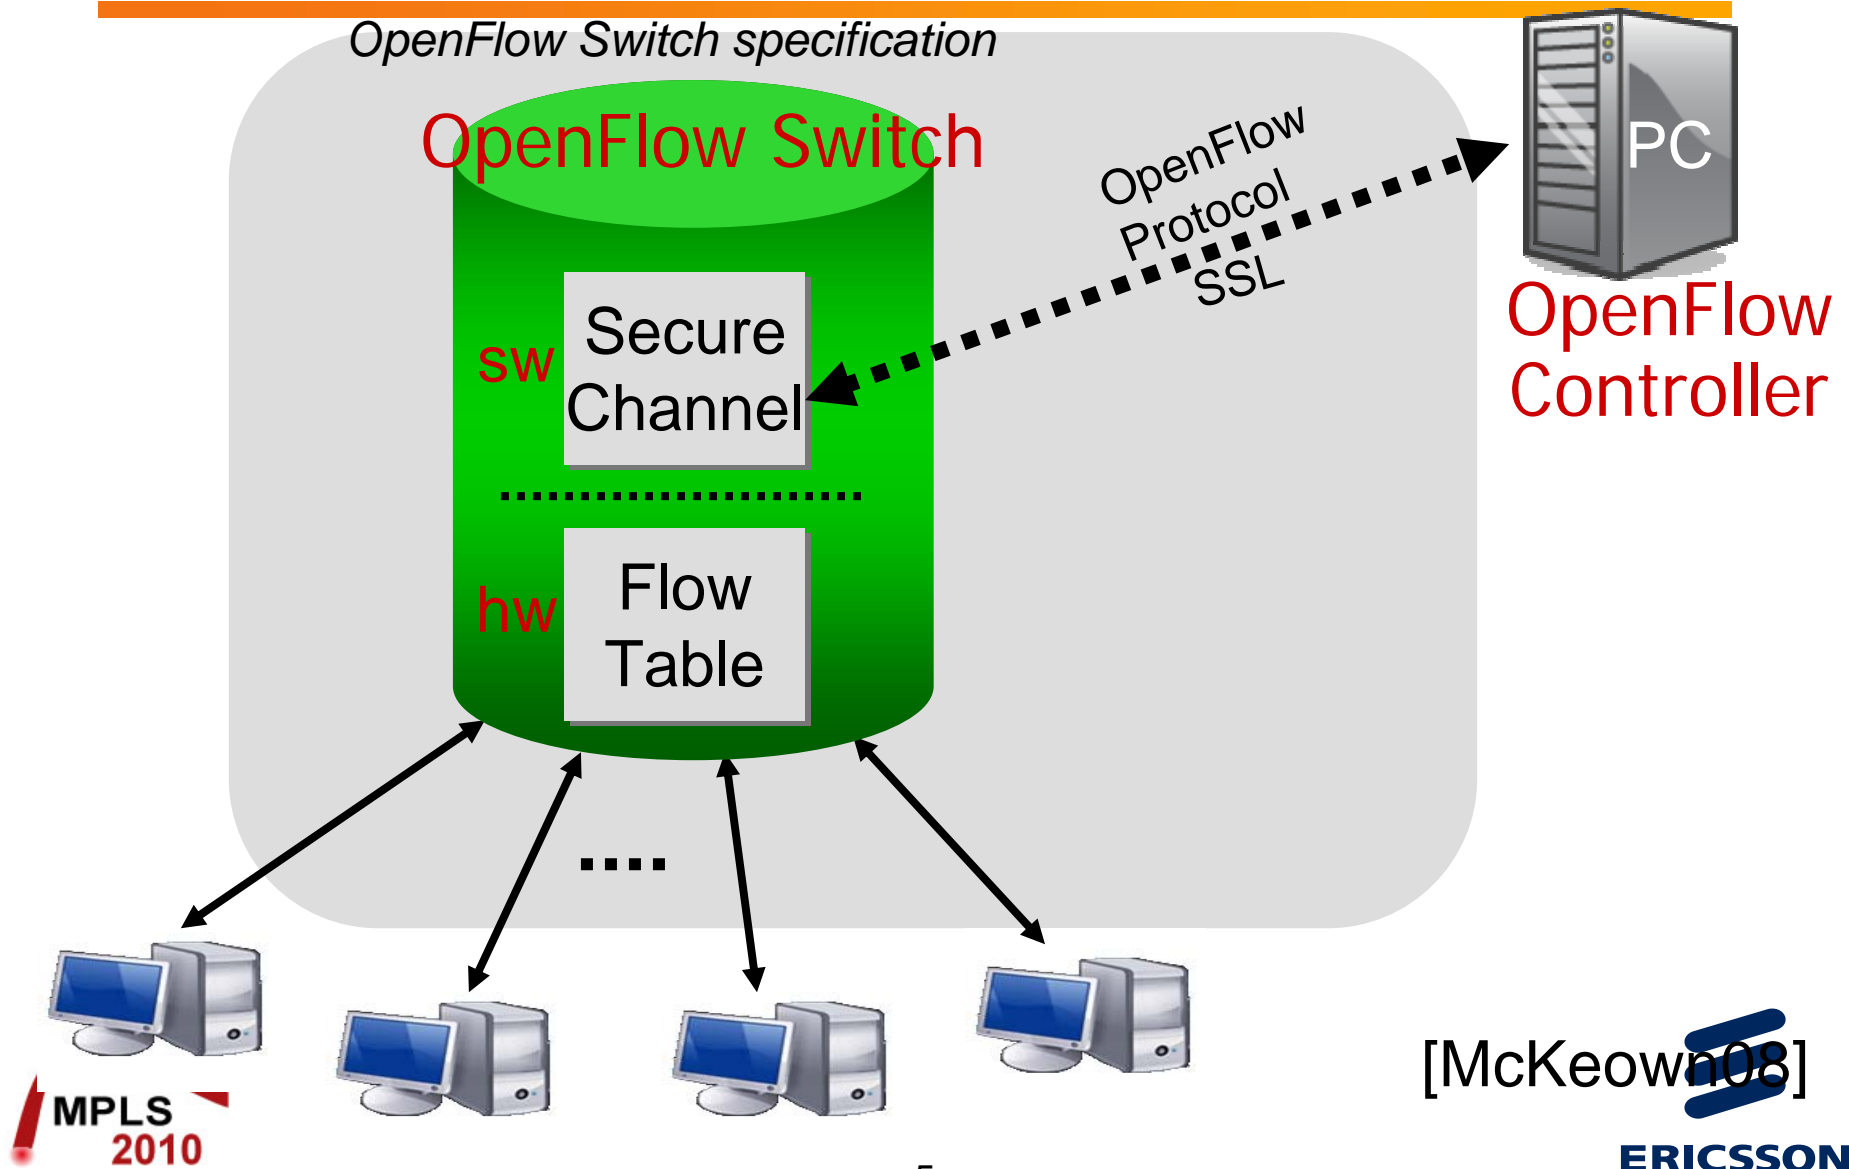 OpenFlow Switch specification
OpenFlow Switch
OpenFlow
Protocol
SSL
PC
OpenFlow
Controller
sw
Secure
Channel
hw
Flow
Table
[McKeown08]
MPLS
2010
ERICSSON